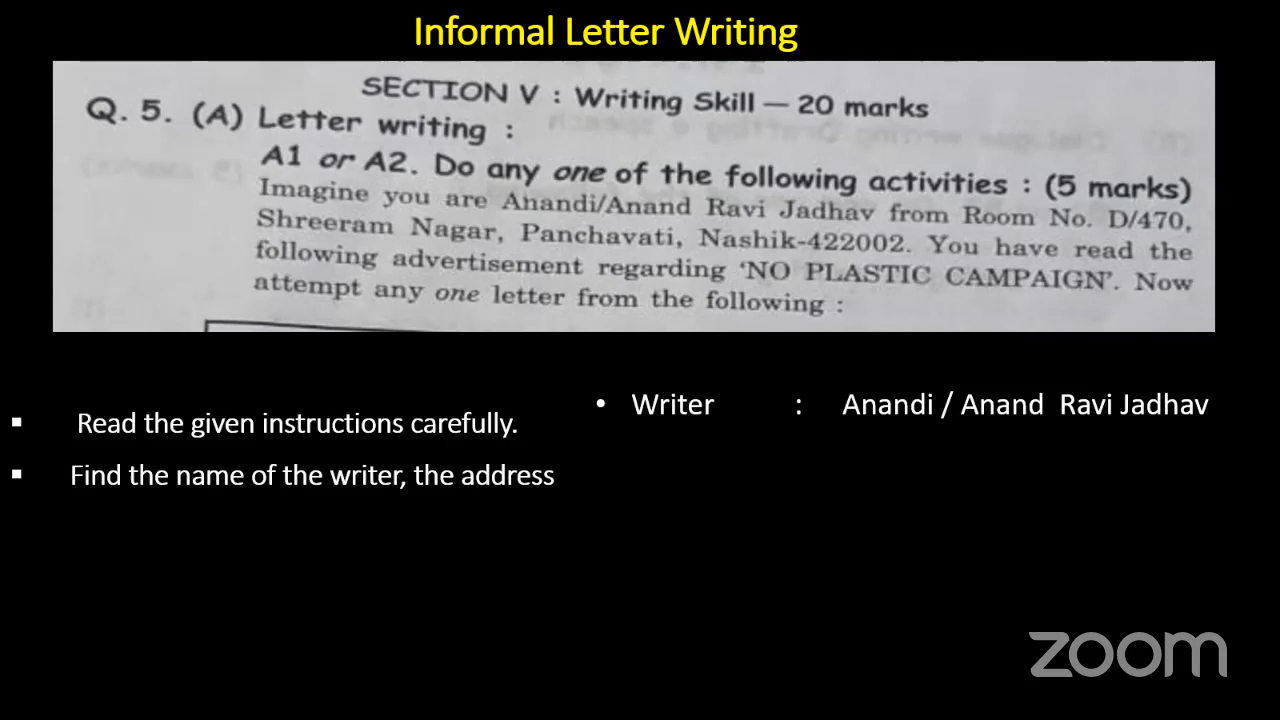 Informal Letter Writing
SECTION V : Writing Skill — 20 marks
Q. 5. (A) Letter writing :
A1 or A2. Do any one of the following activities : (5 marks)
Imagine you are Anandi/Anand Ravi Jadhav from Room No. D/470,
Shreeram Nagar, Panchavati, Nashik-422002. You have read the
following advertisement regarding 'NO PLASTIC CAMPAIGN'. Now
attempt any one letter from the following :
• Writer : Anandi / Anand Ravi Jadhav
▪ Read the given instructions carefully.
▪ Find the name of the writer, the address
zoom